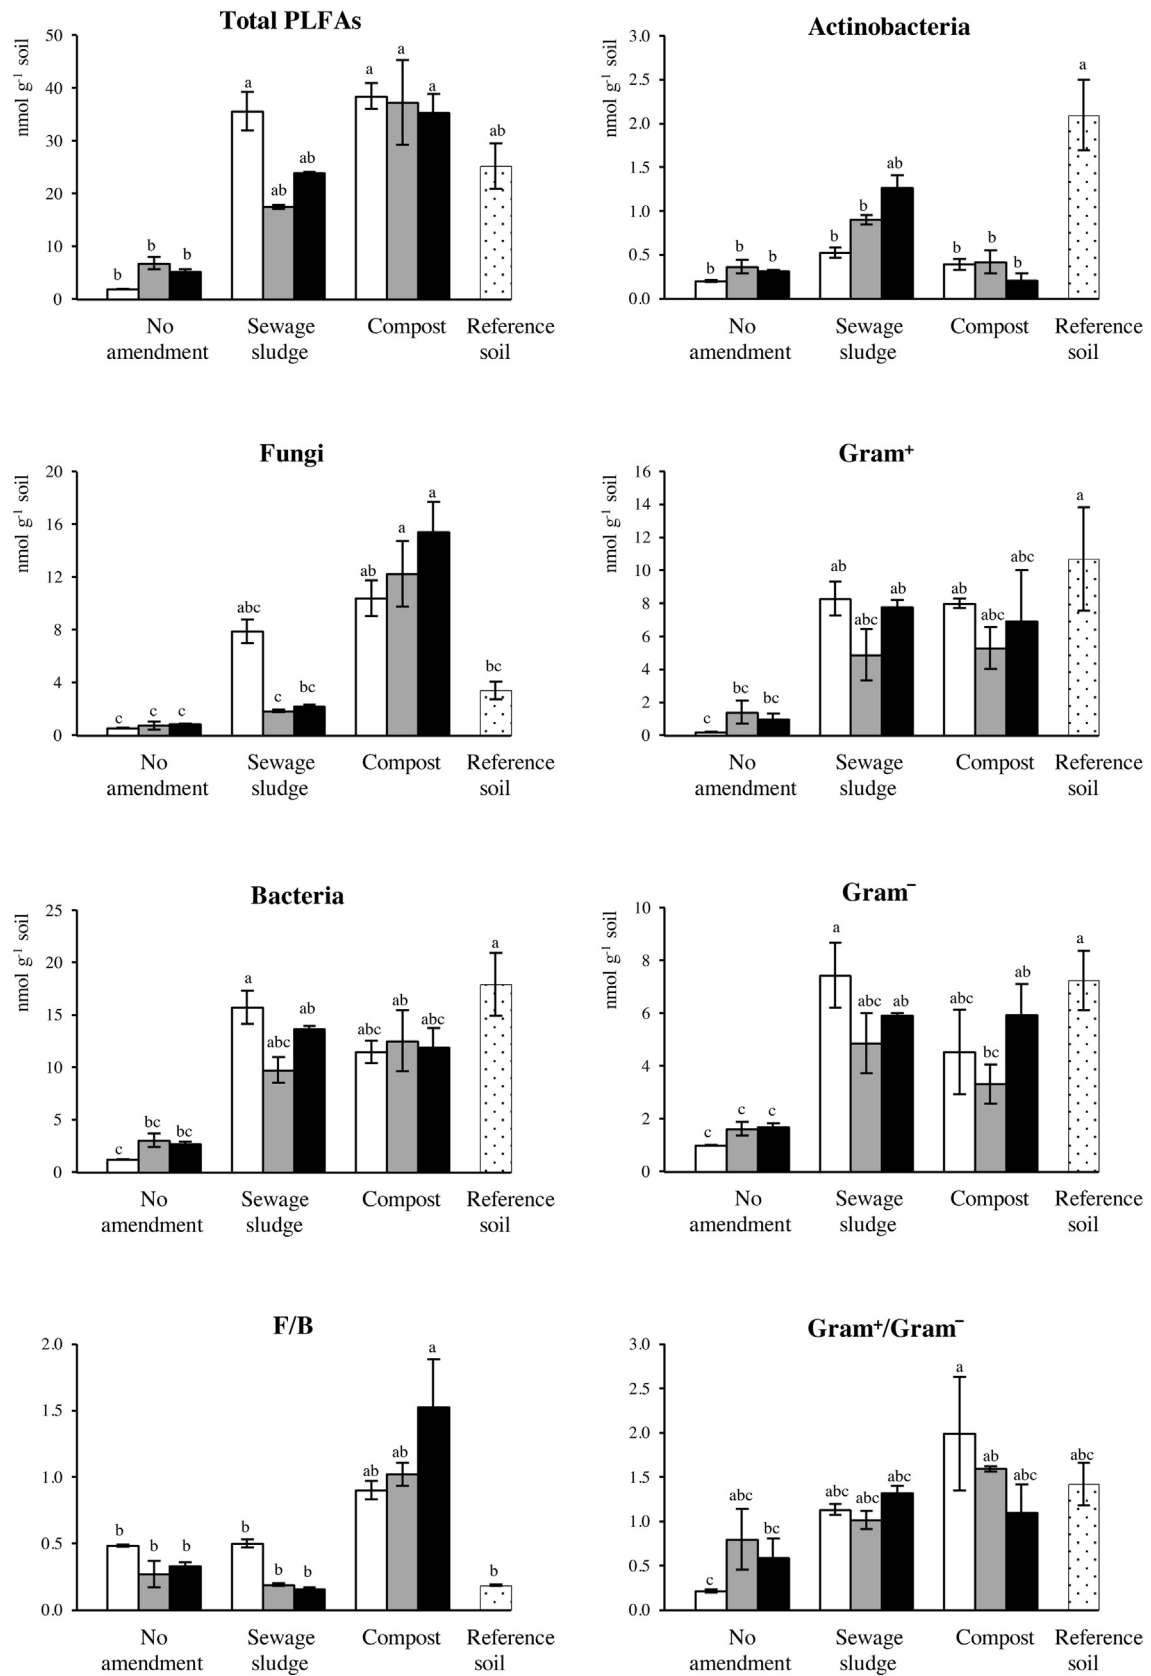 Total PLFAs
nmol g⁻¹ soil
50
40
30
20
10
0
b
b
b
a
ab
ab
a
a
a
ab
No amendment
Sewage sludge
Compost
Reference soil
Actinobacteria
nmol g⁻¹ soil
3.0
2.5
2.0
1.5
1.0
0.5
0.0
b
b
b
b
b
ab
b
b
b
a
No amendment
Sewage sludge
Compost
Reference soil
Fungi
nmol g⁻¹ soil
20
16
12
8
4
0
c
c
c
abc
c
bc
ab
a
a
bc
No amendment
Sewage sludge
Compost
Reference soil
Gram⁺
nmol g⁻¹ soil
16
14
12
10
8
6
4
2
0
c
bc
bc
ab
abc
ab
ab
abc
abc
a
No amendment
Sewage sludge
Compost
Reference soil
Bacteria
nmol g⁻¹ soil
25
20
15
10
5
0
c
bc
bc
a
abc
ab
abc
ab
abc
a
No amendment
Sewage sludge
Compost
Reference soil
Gram⁻
nmol g⁻¹ soil
10
8
6
4
2
0
c
c
c
a
abc
ab
abc
bc
ab
a
No amendment
Sewage sludge
Compost
Reference soil
F/B
2.0
1.5
1.0
0.5
0.0
b
b
b
b
b
b
ab
ab
a
b
No amendment
Sewage sludge
Compost
Reference soil
Gram⁺/Gram⁻
3.0
2.5
2.0
1.5
1.0
0.5
0.0
c
abc
bc
abc
abc
abc
a
ab
abc
abc
No amendment
Sewage sludge
Compost
Reference soil